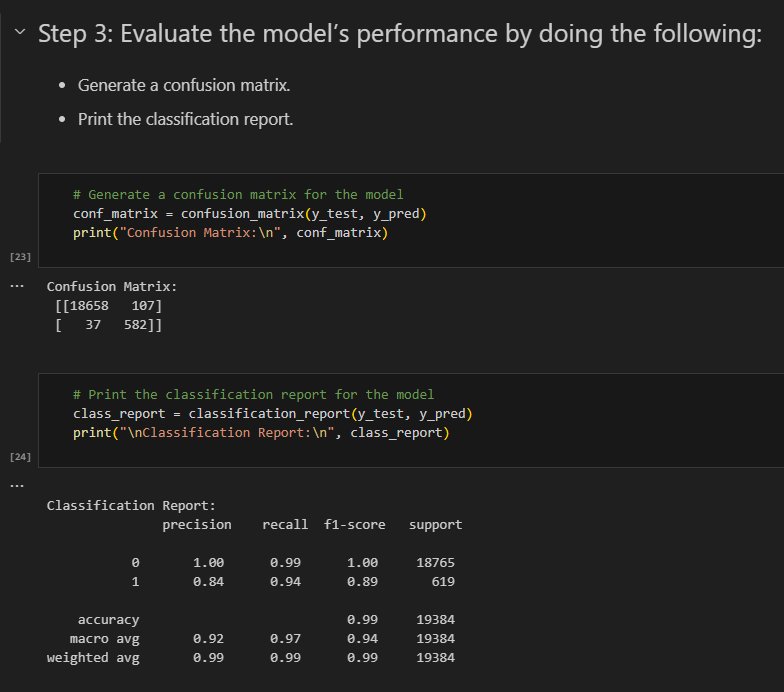 Step 3: Evaluate the model’s performance by doing the following:
• Generate a confusion matrix.
• Print the classification report.
# Generate a confusion matrix for the model
conf_matrix = confusion_matrix(y_test, y_pred)
print("Confusion Matrix:\n", conf_matrix)
[23]
... Confusion Matrix:
[[18658   107]
[   37   582]]
# Print the classification report for the model
class_report = classification_report(y_test, y_pred)
print("\nClassification Report:\n", class_report)
[24]
...
Classification Report:
precision    recall  f1-score   support
0       1.00      0.99      1.00     18765
1       0.84      0.94      0.89       619
accuracy                           0.99     19384
macro avg       0.92      0.97      0.94     19384
weighted avg       0.99      0.99      0.99     19384